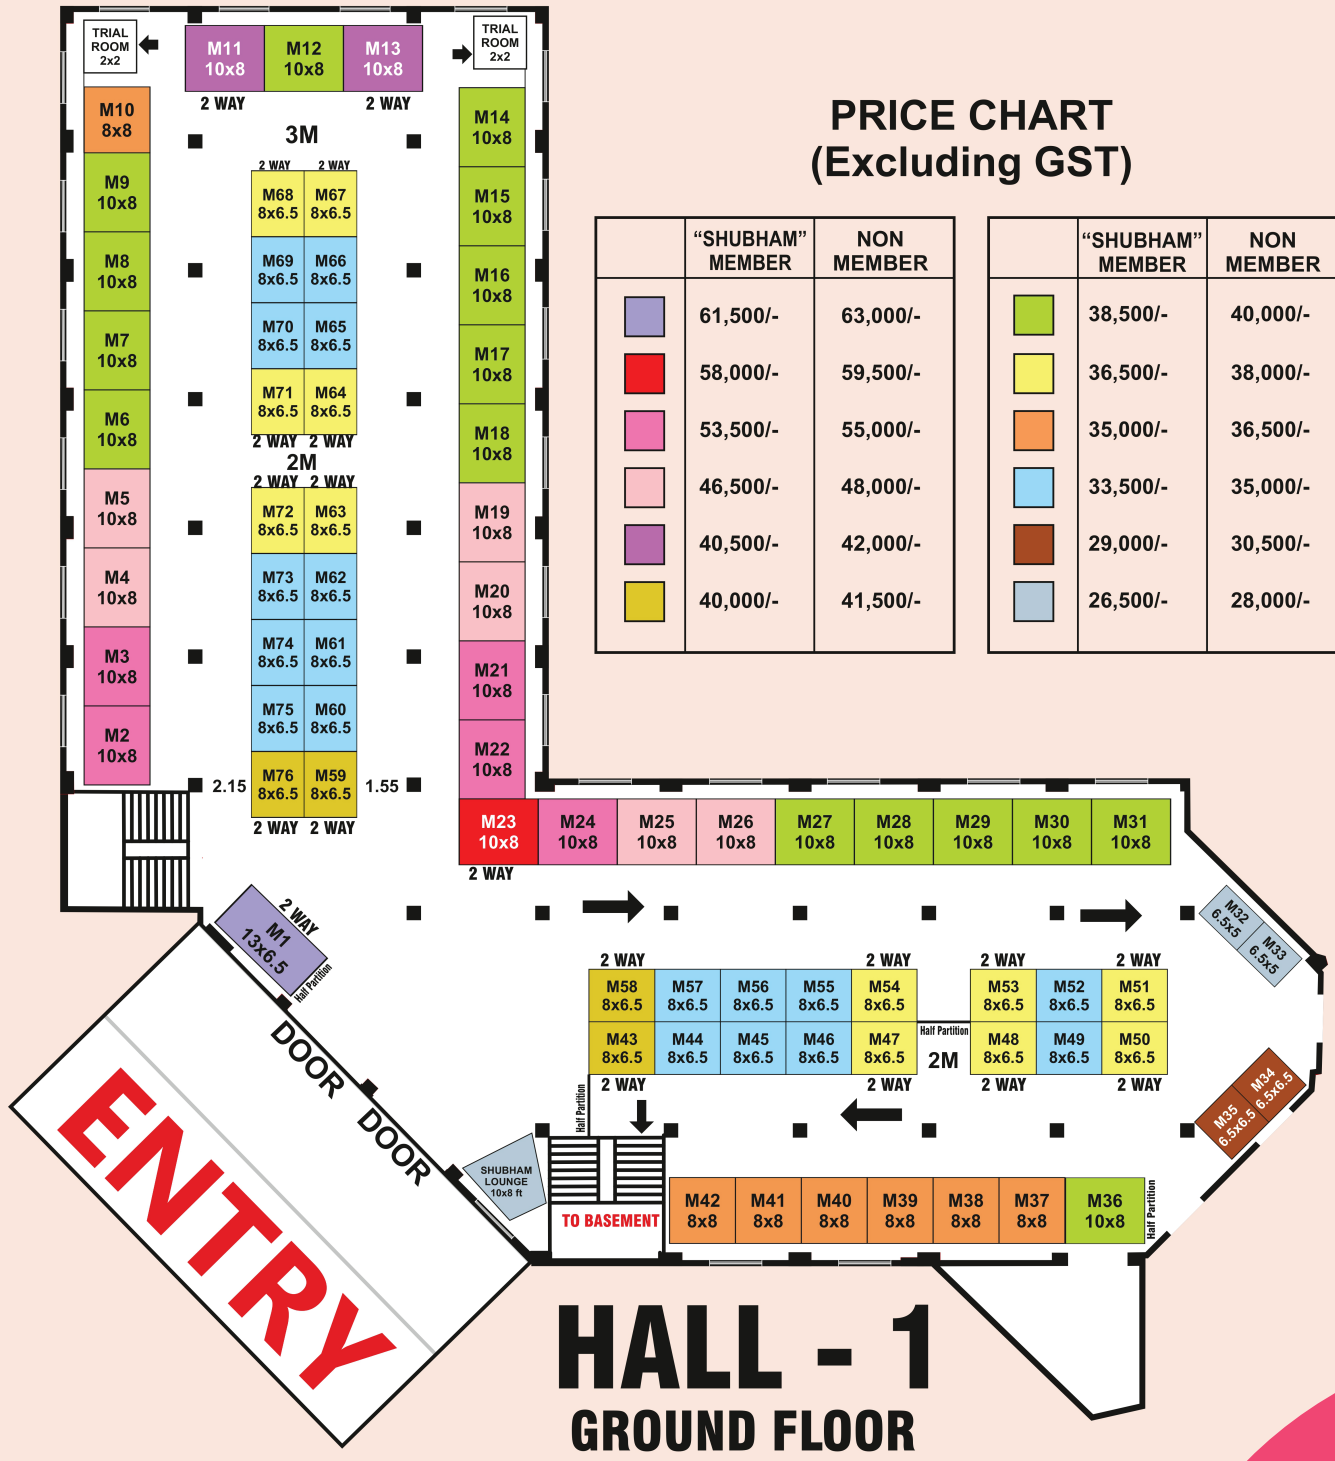 TRIAL
ROOM
2x2
M11
10x8
M12
10x8
M13
10x8
TRIAL
ROOM
2x2
2 WAY
2 WAY
3M
M10
8x8
M9
10x8
M8
10x8
M7
10x8
M6
10x8
M5
10x8
M4
10x8
M3
10x8
M2
10x8
2 WAY 2 WAY
M68
8x6.5
M67
8x6.5
M69
8x6.5
M66
8x6.5
M70
8x6.5
M65
8x6.5
M71
8x6.5
M64
8x6.5
2 WAY 2 WAY
2M
2 WAY 2 WAY
M72
8x6.5
M63
8x6.5
M73
8x6.5
M62
8x6.5
M74
8x6.5
M61
8x6.5
M75
8x6.5
M60
8x6.5
2.15
M76
8x6.5
M59
8x6.5
1.55
2 WAY 2 WAY
M14
10x8
M15
10x8
M16
10x8
M17
10x8
M18
10x8
M19
10x8
M20
10x8
M21
10x8
M22
10x8
PRICE CHART
(Excluding GST)
“SHUBHAM”
MEMBER
NON
MEMBER
61,500/- 63,000/-
58,000/- 59,500/-
53,500/- 55,000/-
46,500/- 48,000/-
40,500/- 42,000/-
40,000/- 41,500/-
“SHUBHAM”
MEMBER
NON
MEMBER
38,500/- 40,000/-
36,500/- 38,000/-
35,000/- 36,500/-
33,500/- 35,000/-
29,000/- 30,500/-
26,500/- 28,000/-
M23
10x8
M24
10x8
M25
10x8
M26
10x8
M27
10x8
M28
10x8
M29
10x8
M30
10x8
M31
10x8
2 WAY
2 WAY
M1
13x6.5
Half Partition
M32
6.5x5
M33
6.5x5
2 WAY
2 WAY
2 WAY
2 WAY
M58
8x6.5
M57
8x6.5
M56
8x6.5
M55
8x6.5
M54
8x6.5
M53
8x6.5
M52
8x6.5
M51
8x6.5
M43
8x6.5
M44
8x6.5
M45
8x6.5
M46
8x6.5
M47
8x6.5
Half Partition
2M
M48
8x6.5
M49
8x6.5
M50
8x6.5
2 WAY
2 WAY
2 WAY
2 WAY
Half Partition
M34
6.5x6.5
M35
6.5x6.5
DOOR
DOOR
ENTRY
SHUBHAM
LOUNGE
10x8 ft
TO BASEMENT
M42
8x8
M41
8x8
M40
8x8
M39
8x8
M38
8x8
M37
8x8
M36
10x8
Half Partition
HALL - 1
GROUND FLOOR